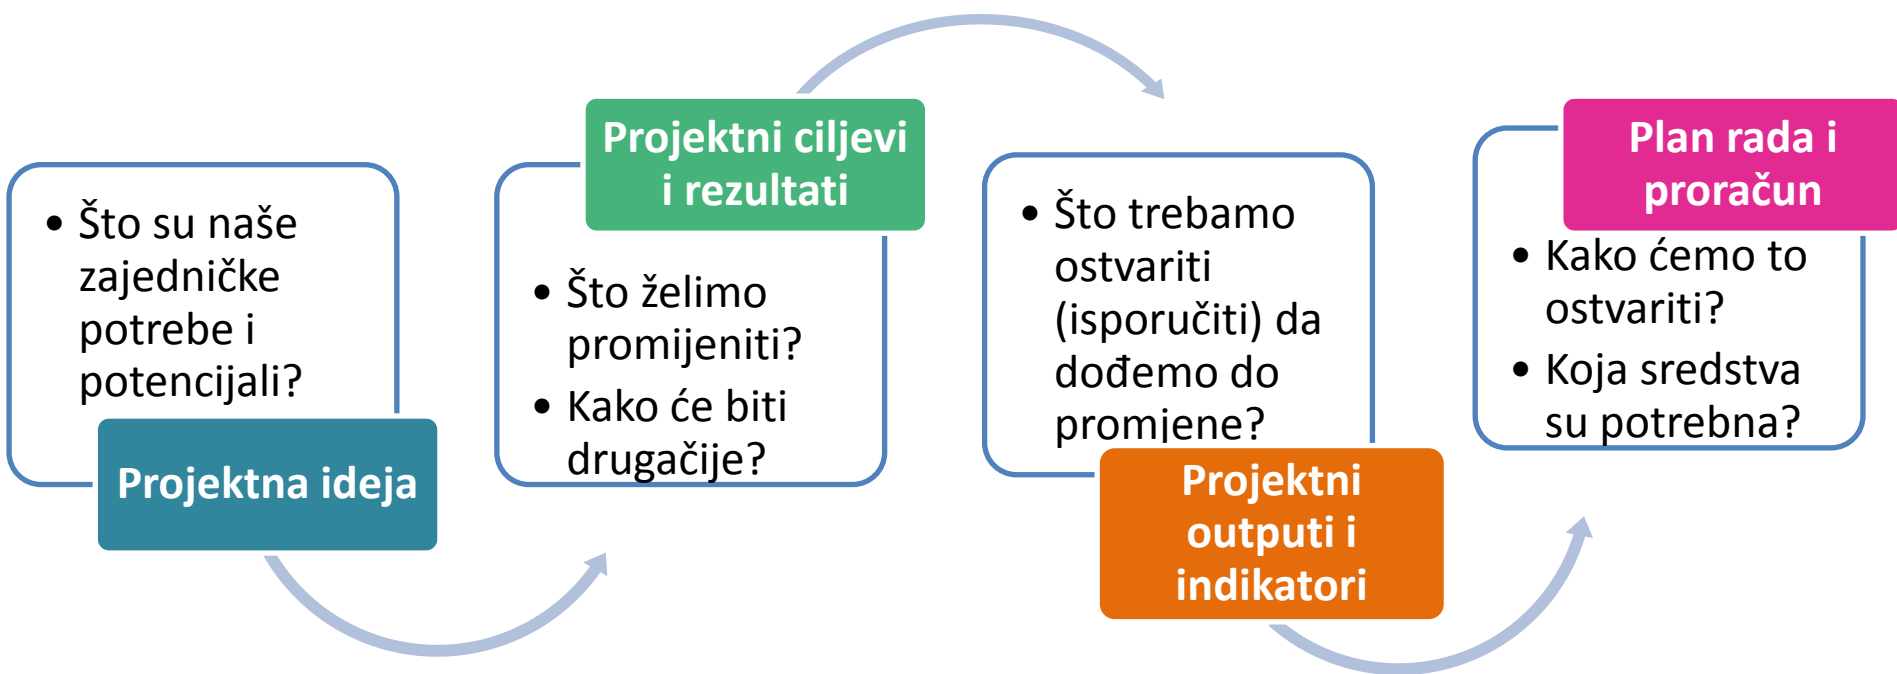 • Što su naše
zajedničke
potrebe i
potencijali?
Projektna ideja
Projektni ciljevi
i rezultati
• Što želimo
promijeniti?
• Kako će biti
drugačije?
• Što trebamo
ostvariti
(isporučiti) da
dođemo do
promjene?
Projektni
outputi i
indikatori
Plan rada i
proračun
• Kako ćemo to
ostvariti?
• Koja sredstva
su potrebna?